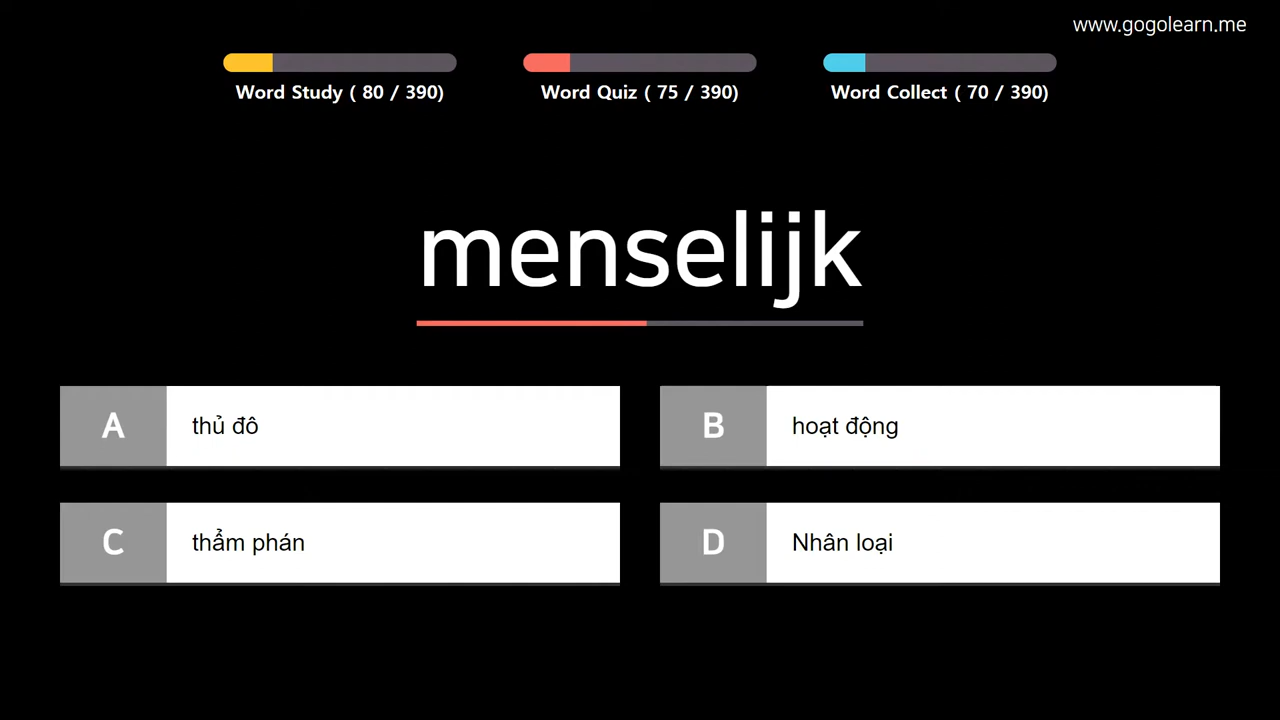 www.gogolearn.me
Word Study ( 80 / 390)
Word Quiz ( 75 / 390)
Word Collect ( 70 / 390)
menselijk
A thủ đô
B hoạt động
C thẩm phán
D Nhân loại